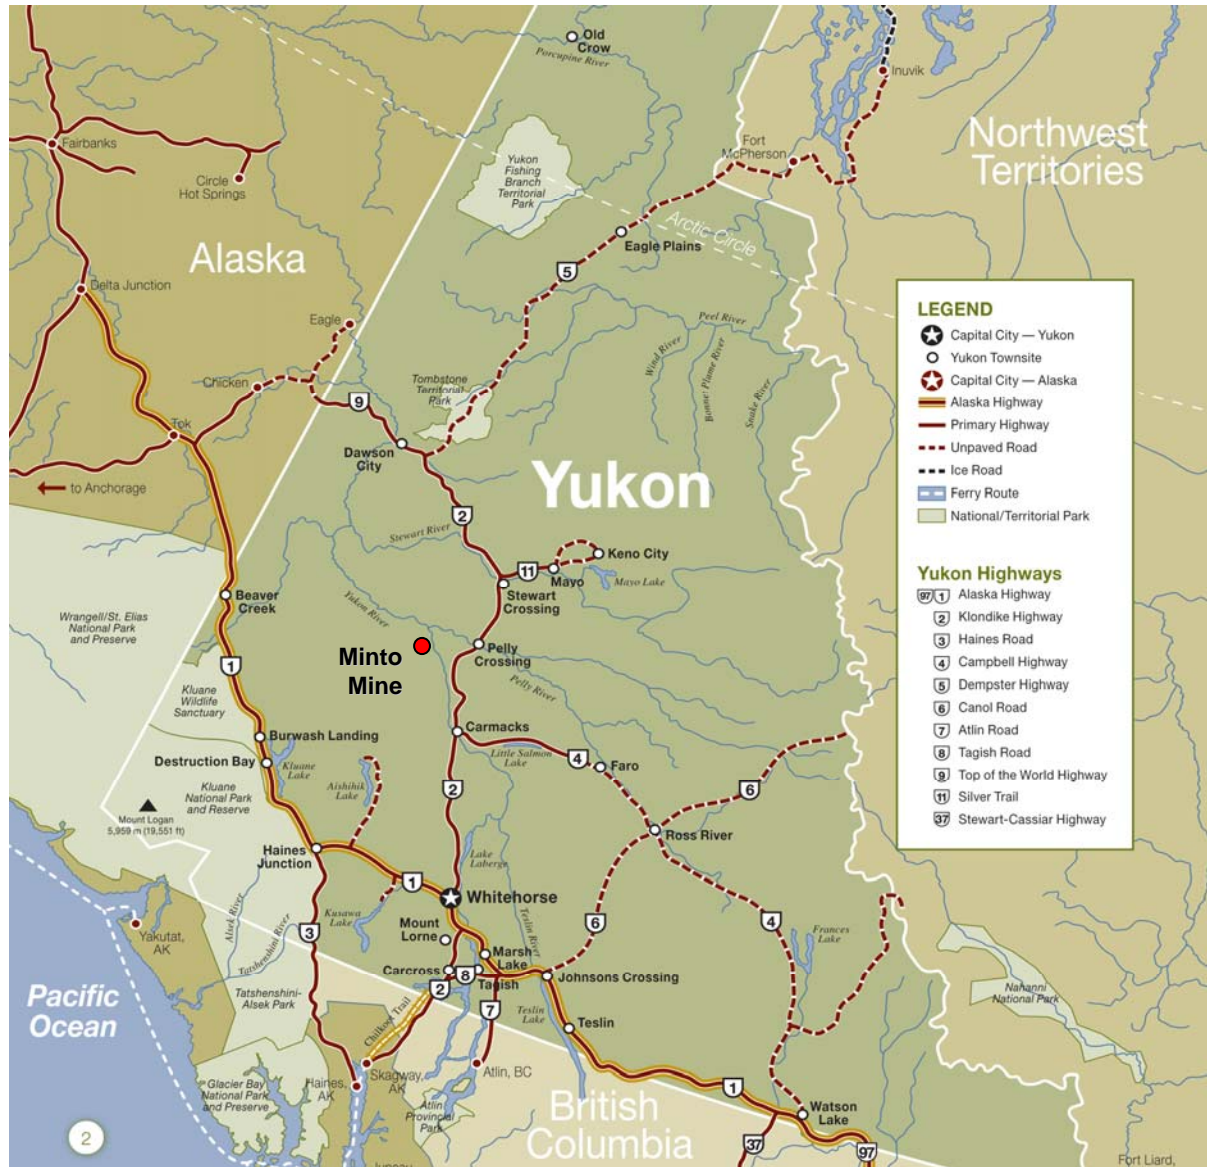 Old
Crow
Porcupine River
Inuvik
Fairbanks
Circle
Hot Springs
Yukon
Fishing
Branch
Territorial
Park
Fort
McPherson
Northwest
Territories
Arctic Circle
Eagle Plains
Alaska
5
Delta Junction
Eagle
Peel River
Wind River
Bonnet Plume River
Snake River
Chicken
Tombstone
Territorial
Park
9
Tok
Dawson
City
to Anchorage
Yukon
2
Stewart River
11
Keno City
Mayo
Mayo Lake
Stewart
Crossing
Beaver
Creek
Yukon River
Wrangell/St. Elias
National Park
and Preserve
Minto
Mine
Pelly
Crossing
1
Pelly River
Kluane
Wildlife
Sanctuary
Carmacks
Burwash Landing
Little Salmon
Lake
4
Faro
Destruction Bay
Kluane
Lake
Aishihik
Lake
2
6
Kluane
National Park
and Reserve
Mount Logan
5,959 m (19,551 ft)
Ross River
Haines
Junction
Lake
Laberge
1
Whitehorse
Alsek River
Kusawa
Lake
Teslin River
6
4
Mount
Lorne
Frances
Lake
Yakutat,
AK
3
Tatshenshini River
Marsh
Lake
Carcross
8
Tagish
Johnsons Crossing
2
Nahanni
National Park
Pacific
Ocean
Tatshenshini-
Alsek Park
Chilkoot Trail
7
Teslin
Lake
Teslin
Skagway,
AK
Atlin, BC
Glacier Bay
National Park
and Preserve
Haines,
AK
1
Atlin
Provincial
Park
British
Columbia
Watson
Lake
2
37
97
Juneau
Fort Liard,
LEGEND
Capital City — Yukon
Yukon Townsite
Capital City — Alaska
Alaska Highway
Primary Highway
Unpaved Road
Ice Road
Ferry Route
National/Territorial Park
Yukon Highways
97 1 Alaska Highway
2 Klondike Highway
3 Haines Road
4 Campbell Highway
5 Dempster Highway
6 Canol Road
7 Atlin Road
8 Tagish Road
9 Top of the World Highway
11 Silver Trail
37 Stewart-Cassiar Highway